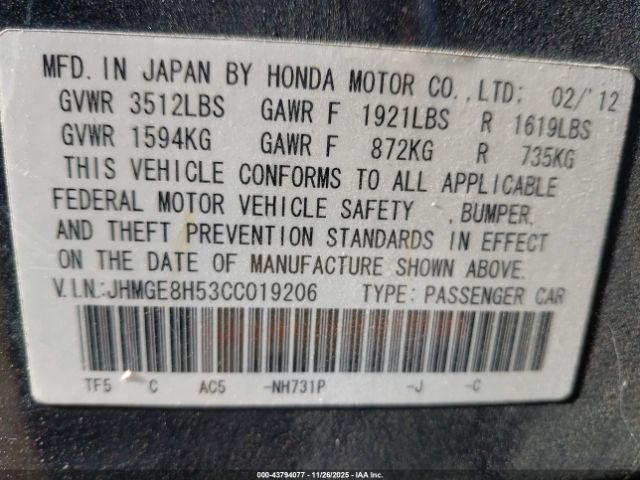 MFD. IN JAPAN BY HONDA MOTOR CO., LTD; 02/'12
GVWR 3512LBS GAWR F 1921LBS R 1619LBS
GVWR 1594KG GAWR F 872KG R 735KG
THIS VEHICLE CONFORMS TO ALL APPLICABLE
FEDERAL MOTOR VEHICLE SAFETY , BUMPER,
AND THEFT PREVENTION STANDARDS IN EFFECT
ON THE DATE OF MANUFACTURE SHOWN ABOVE.
V.I.N.:JHMGE8H53CC019206 TYPE: PASSENGER CAR
TF5 C AC5 -NH731P -J -C
000-43794077 - 11/26/2025 - IAA Inc.